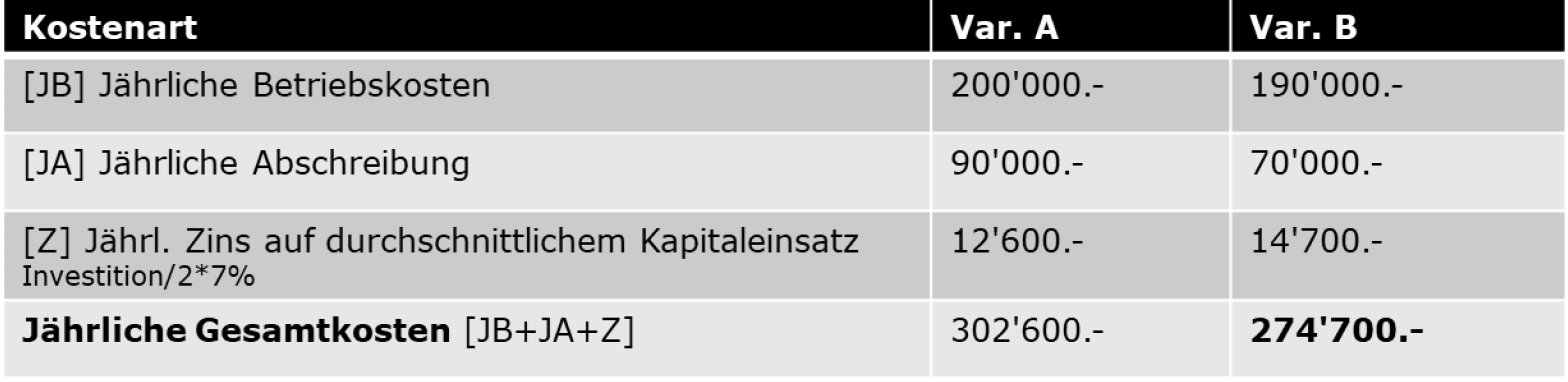 Kostenart Var. A Var. B
[JB] Jährliche Betriebskosten 200'000.- 190'000.-
[JA] Jährliche Abschreibung 90'000.- 70'000.-
[Z] Jährl. Zins auf durchschnittlichem Kapitaleinsatz 12'600.- 14'700.-
Investition/2*7%
Jährliche Gesamtkosten [JB+JA+Z] 302'600.- 274'700.-